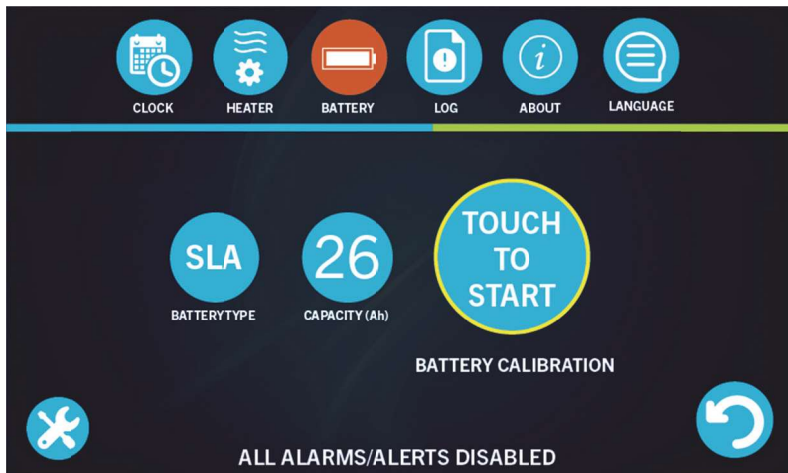 CLOCK HEATER BATTERY LOG ABOUT LANGUAGE
SLA
26
TOUCH
TO
START
BATTERYTYPE CAPACITY (Ah)
BATTERY CALIBRATION
ALL ALARMS/ALERTS DISABLED